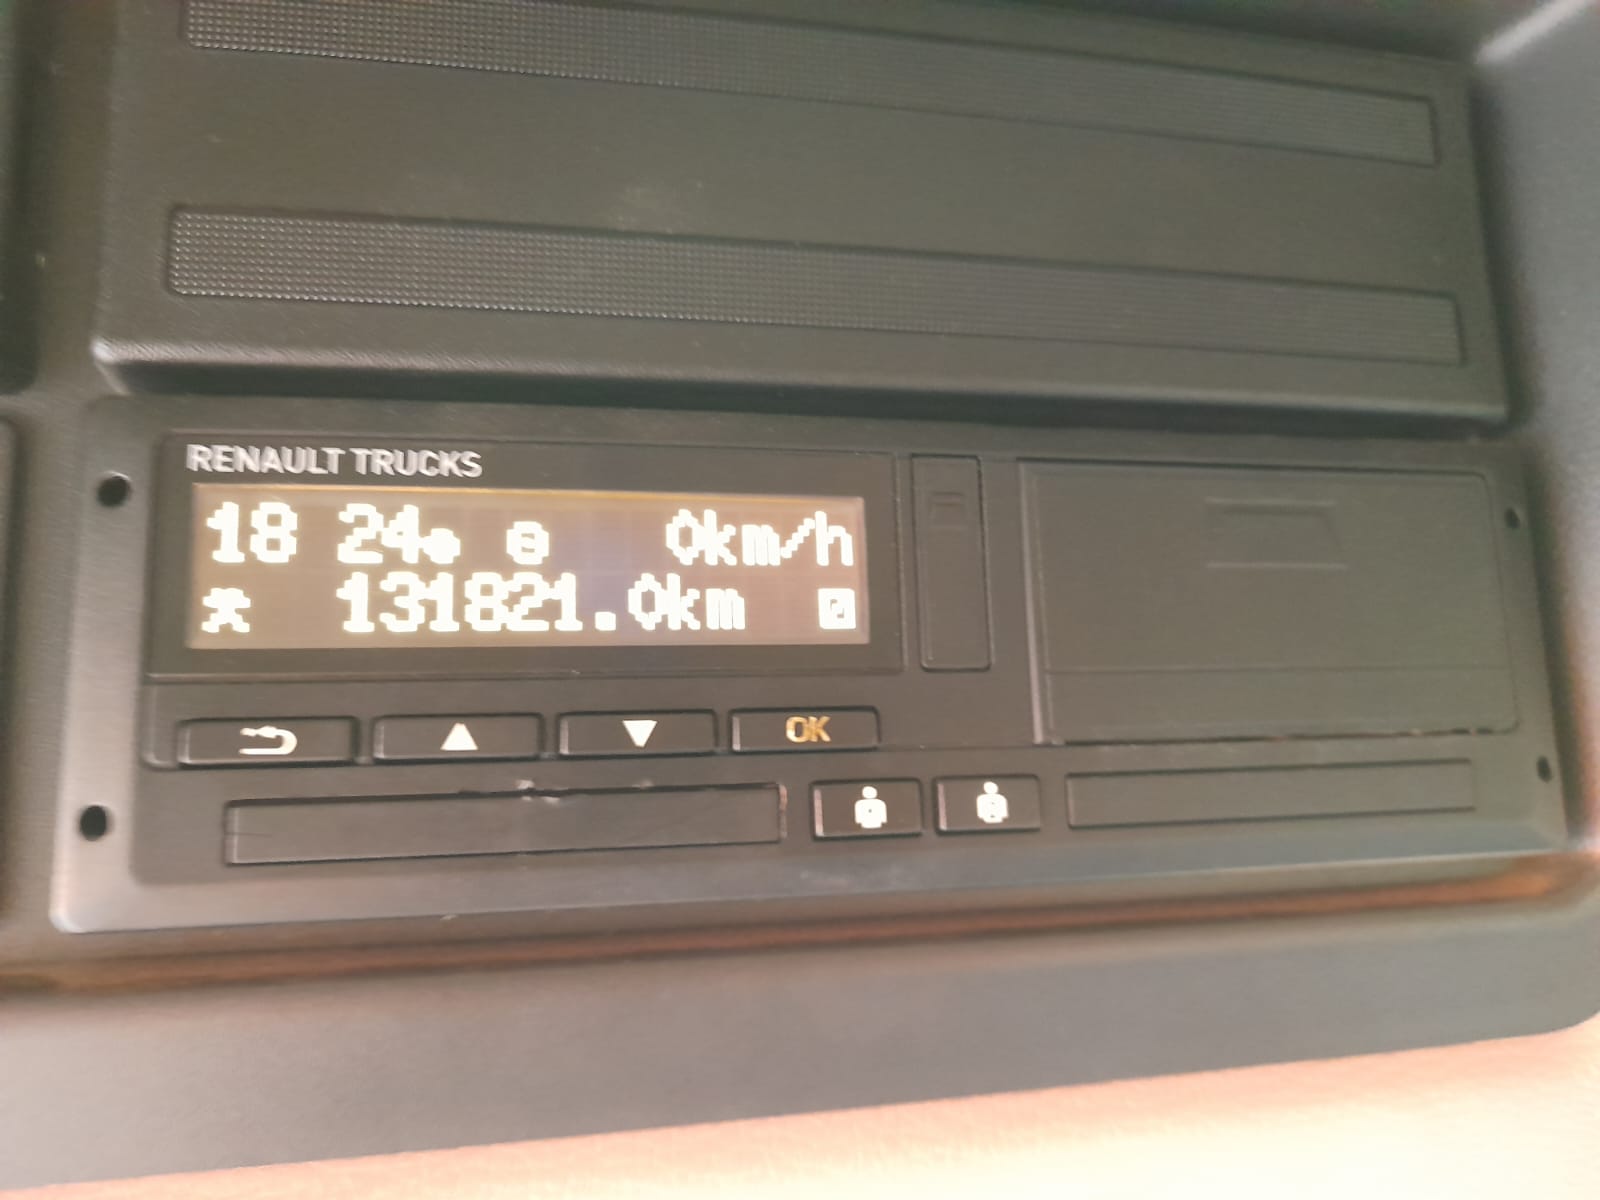 RENAULT TRUCKS
18 24 0km/h
131821.0km
OK